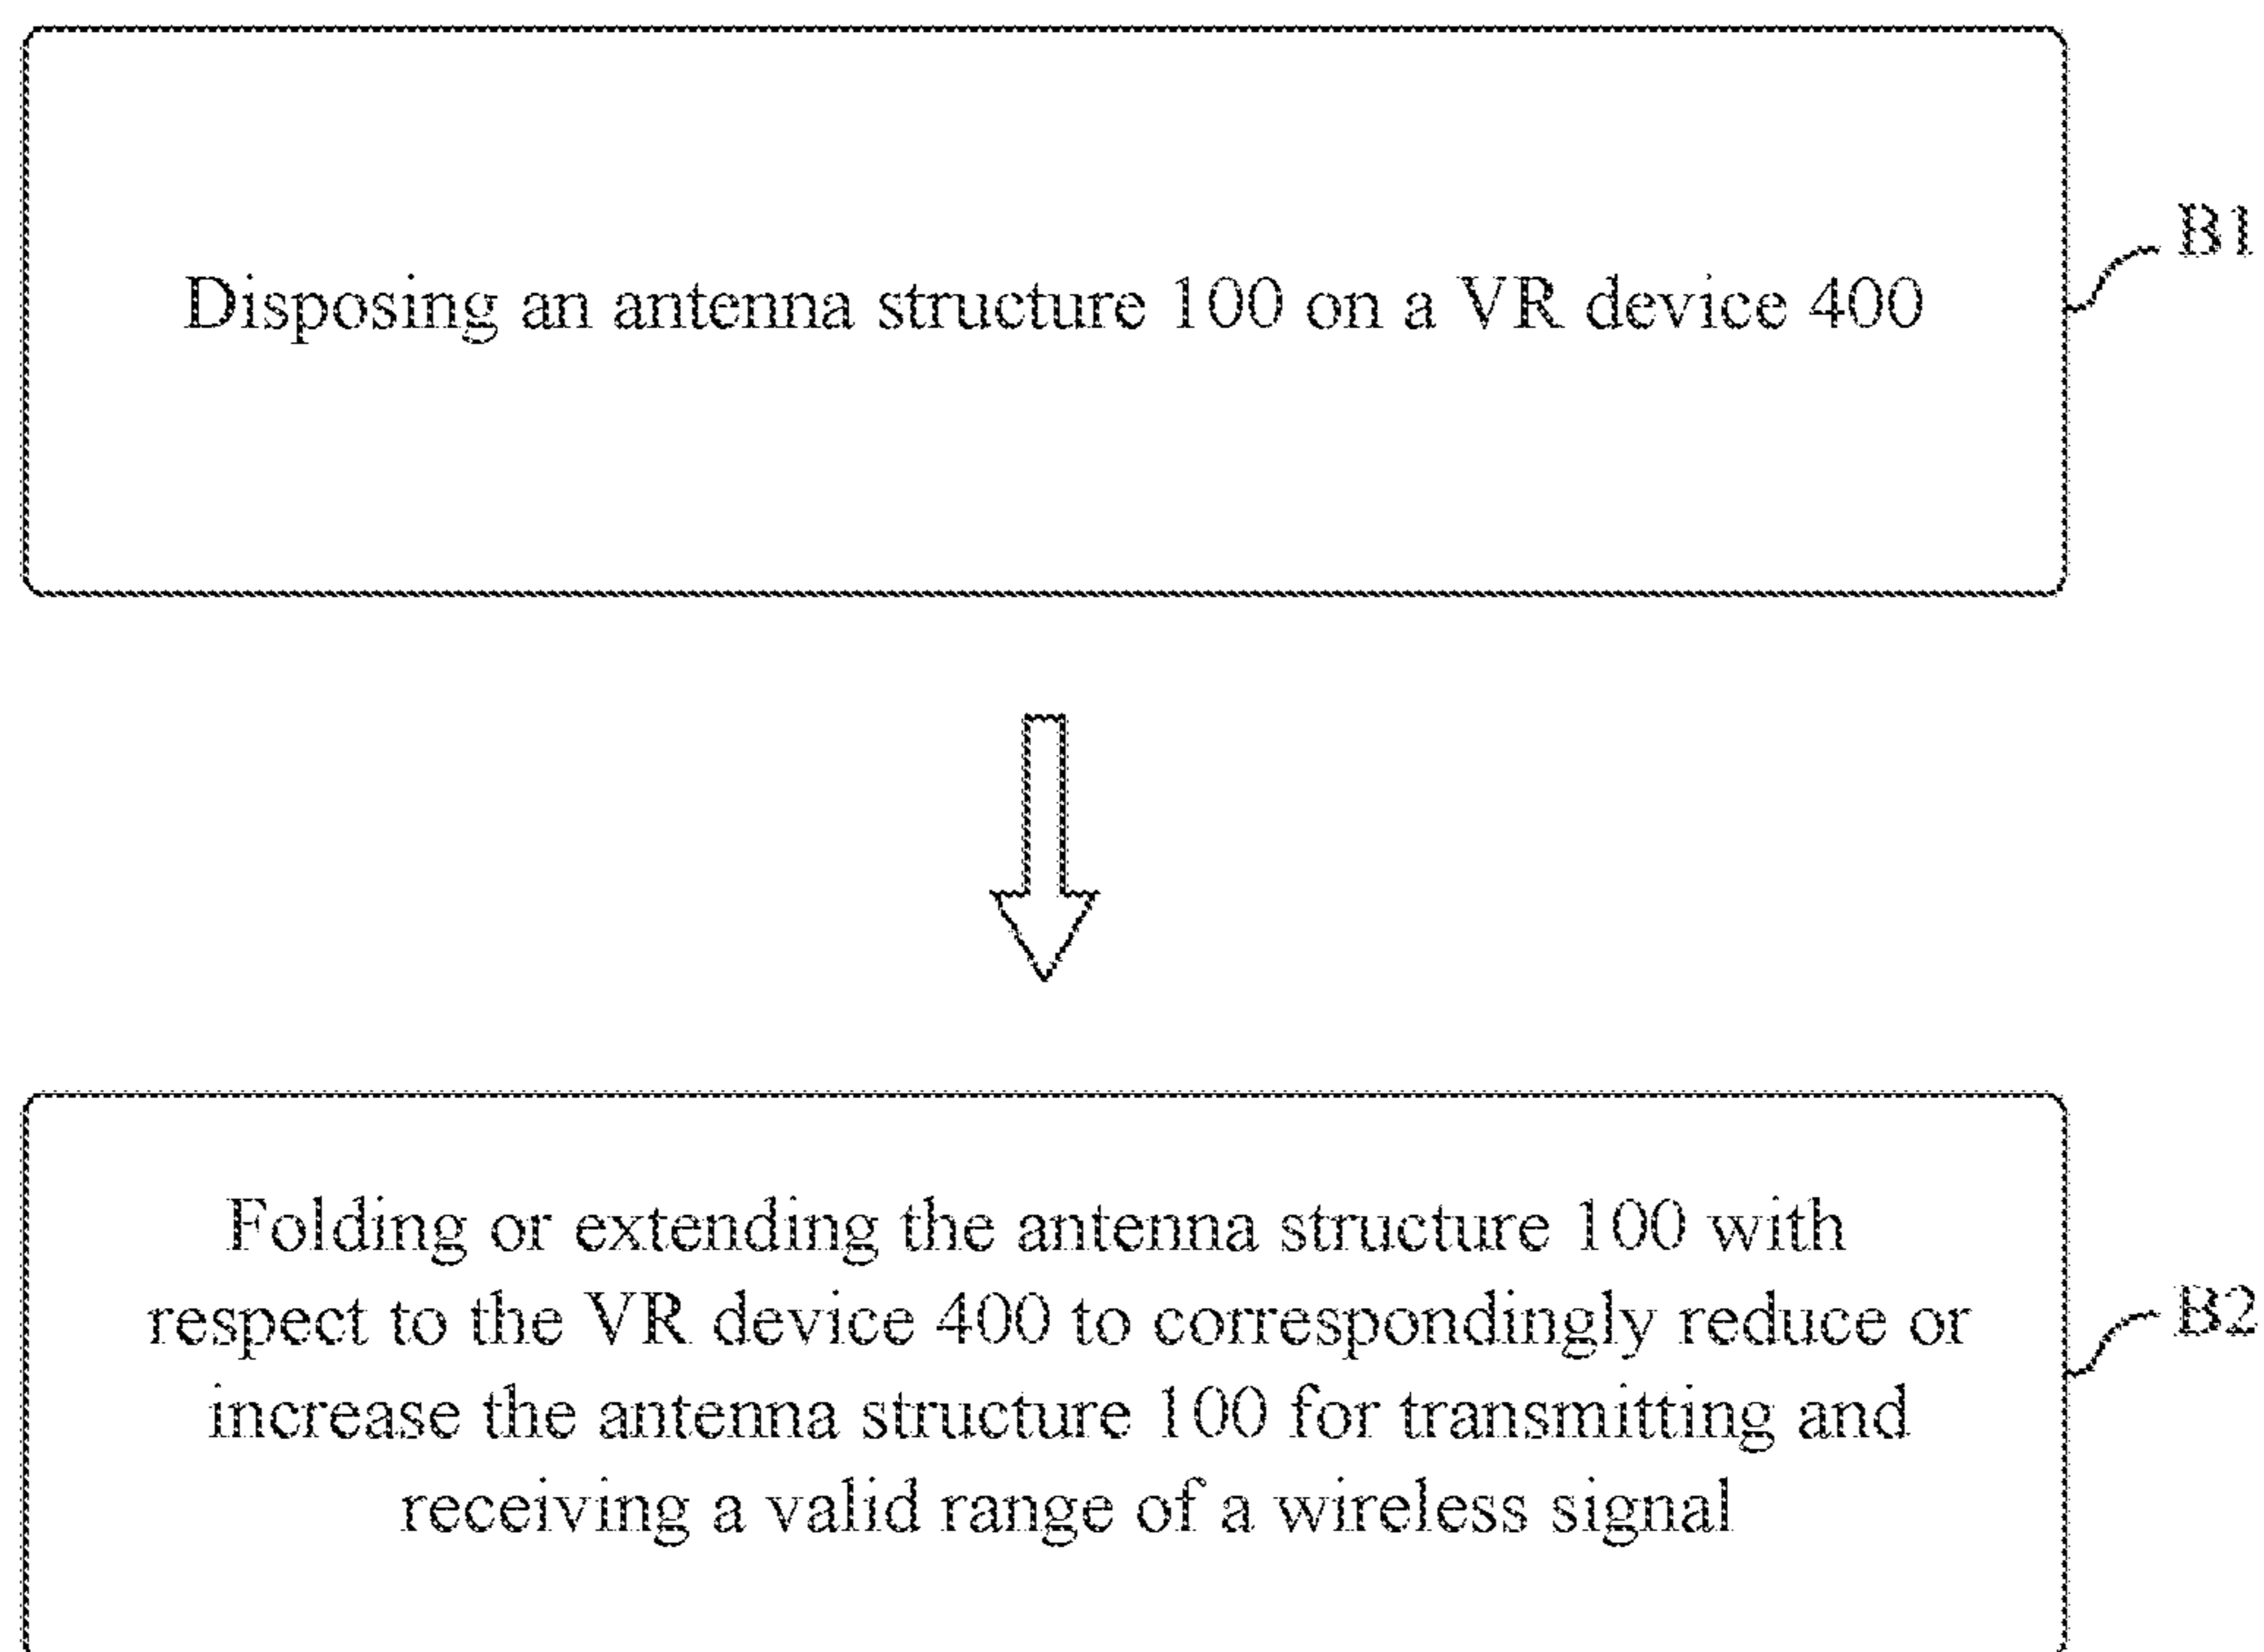 Disposing an antenna structure 100 on a VR device 400
B1
Folding or extending the antenna structure 100 with
respect to the VR device 400 to correspondingly reduce or
increase the antenna structure 100 for transmitting and
receiving a valid range of a wireless signal
B2